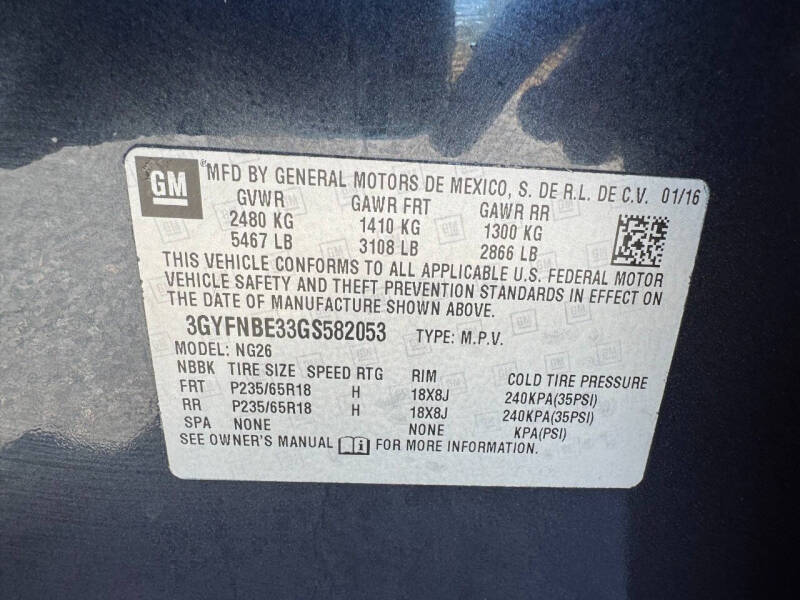 GM ® MFD BY GENERAL MOTORS DE MEXICO, S. DE R.L. DE C.V. 01/16
GVWR GAWR FRT GAWR RR
2480 KG 1410 KG 1300 KG
5467 LB 3108 LB 2866 LB
THIS VEHICLE CONFORMS TO ALL APPLICABLE U.S. FEDERAL MOTOR
VEHICLE SAFETY AND THEFT PREVENTION STANDARDS IN EFFECT ON
THE DATE OF MANUFACTURE SHOWN ABOVE.
3GYFNBE33GS582053 TYPE: M.P.V.
MODEL: NG26
NBBK TIRE SIZE SPEED RTG RIM COLD TIRE PRESSURE
FRT P235/65R18 H 18X8J 240KPA(35PSI)
RR P235/65R18 H 18X8J 240KPA(35PSI)
SPA NONE NONE KPA(PSI)
SEE OWNER'S MANUAL i FOR MORE INFORMATION.